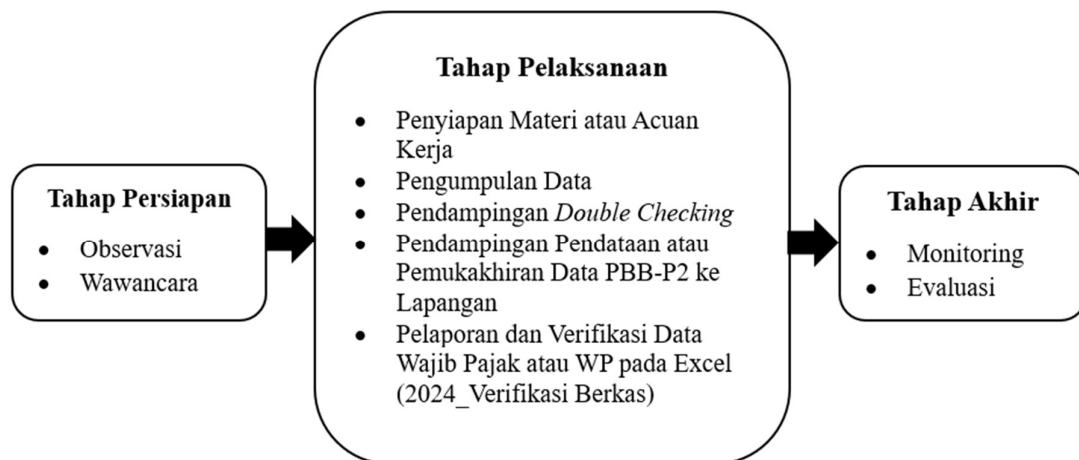 Tahap Persiapan
• Observasi
• Wawancara
Tahap Pelaksanaan
• Penyiapan Materi atau Acuan
Kerja
• Pengumpulan Data
• Pendampingan Double Checking
• Pendampingan Pendataan atau
Pemukakhiran Data PBB-P2 ke
Lapangan
• Pelaporan dan Verifikasi Data
Wajib Pajak atau WP pada Excel
(2024_Verifikasi Berkas)
Tahap Akhir
• Monitoring
• Evaluasi